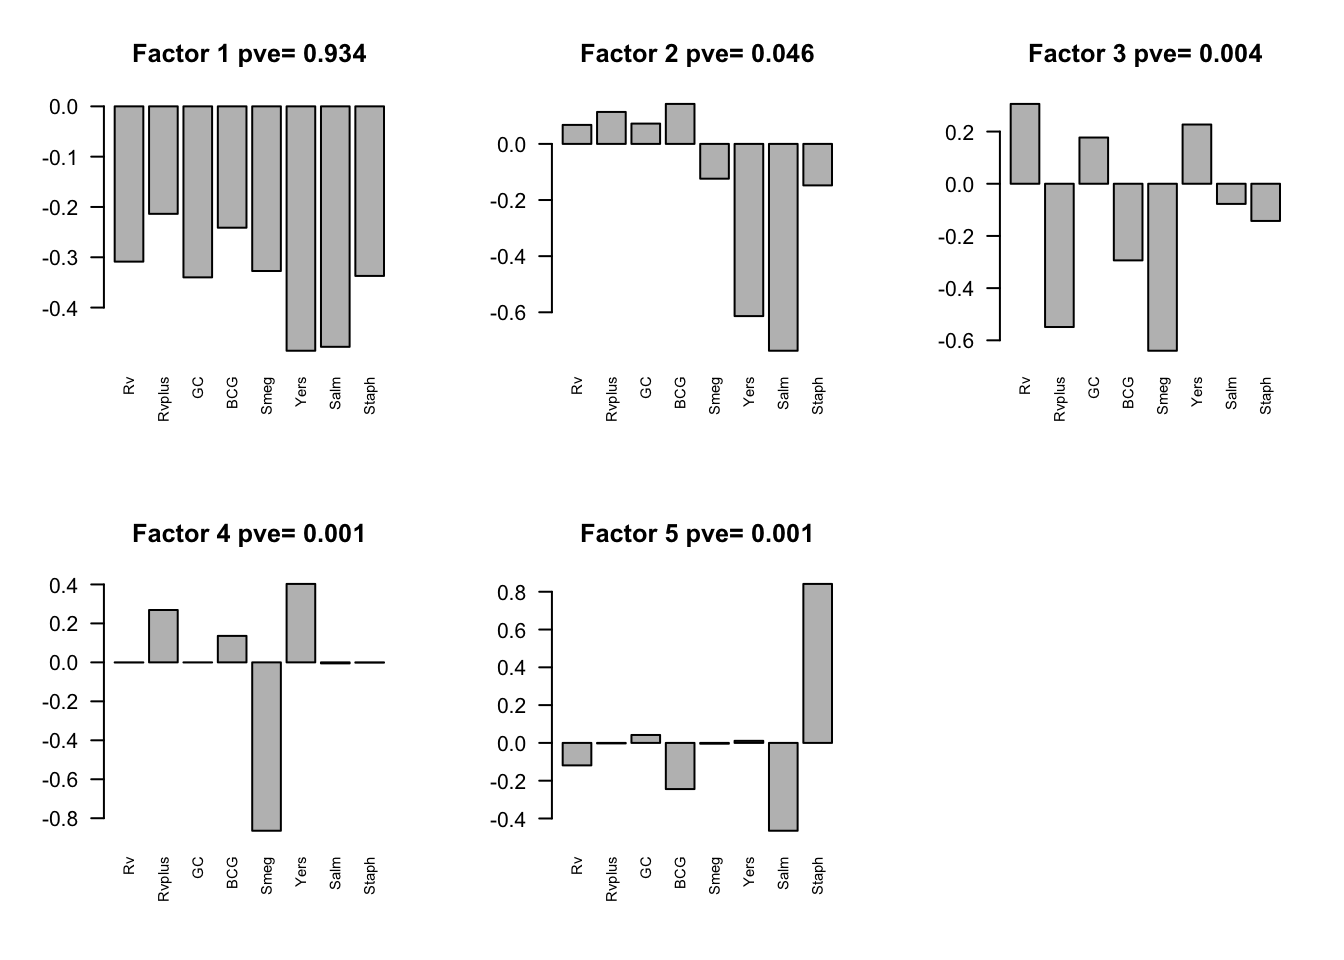 Factor 1 pve= 0.934
0.0
-0.1
-0.2
-0.3
-0.4
Rv
Rvplus
GC
BCG
Smeg
Yers
Salm
Staph
Factor 2 pve= 0.046
0.0
-0.2
-0.4
-0.6
Rv
Rvplus
GC
BCG
Smeg
Yers
Salm
Staph
Factor 3 pve= 0.004
0.2
0.0
-0.2
-0.4
-0.6
Rv
Rvplus
GC
BCG
Smeg
Yers
Salm
Staph
Factor 4 pve= 0.001
0.4
0.2
0.0
-0.2
-0.4
-0.6
-0.8
Rv
Rvplus
GC
BCG
Smeg
Yers
Salm
Staph
Factor 5 pve= 0.001
0.8
0.6
0.4
0.2
0.0
-0.2
-0.4
Rv
Rvplus
GC
BCG
Smeg
Yers
Salm
Staph